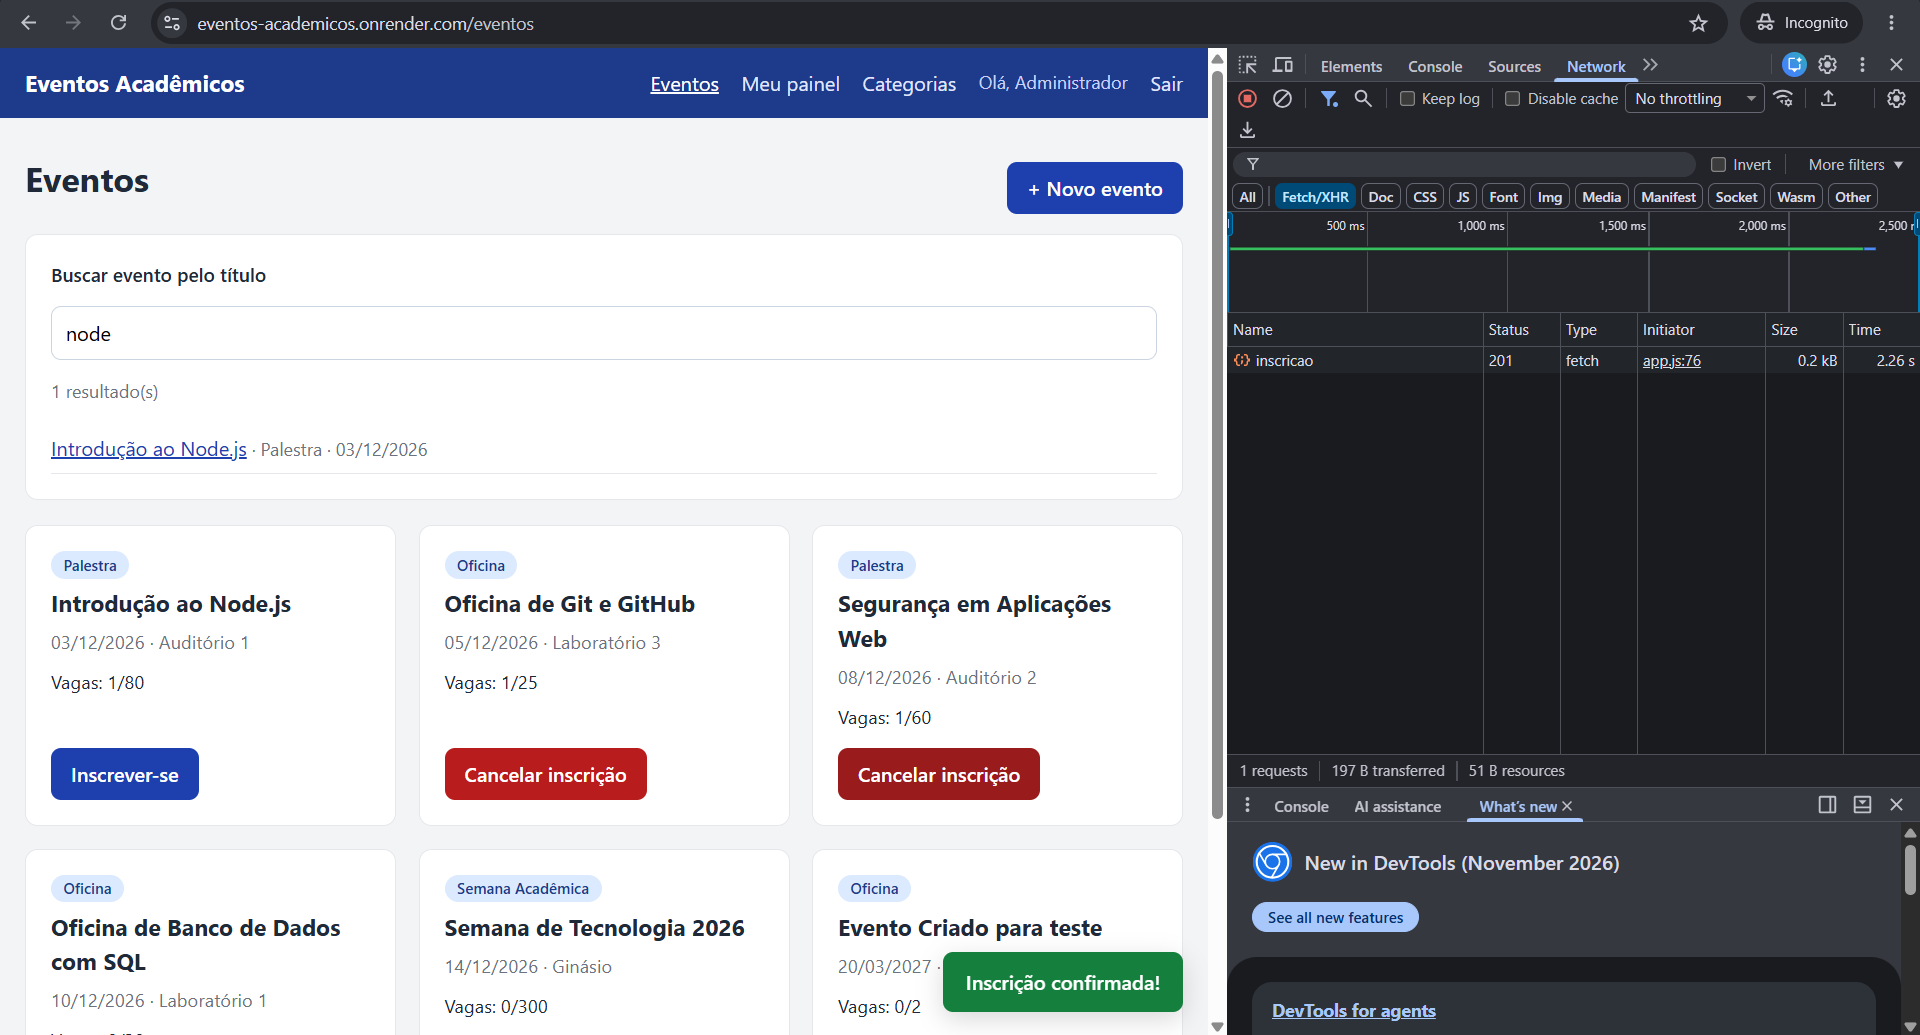 eventos-academicos.onrender.com/eventos
Incognito
Eventos Acadêmicos
Eventos
Meu painel
Categorias
Olá, Administrador
Sair
Eventos
+ Novo evento
Buscar evento pelo título
node
1 resultado(s)
Introdução ao Node.js · Palestra · 03/12/2026
Palestra
Introdução ao Node.js
03/12/2026 · Auditório 1
Vagas: 1/80
Inscrever-se
Oficina
Oficina de Git e GitHub
05/12/2026 · Laboratório 3
Vagas: 1/25
Cancelar inscrição
Palestra
Segurança em Aplicações
Web
08/12/2026 · Auditório 2
Vagas: 1/60
Cancelar inscrição
Oficina
Oficina de Banco de Dados
com SQL
10/12/2026 · Laboratório 1
Semana Acadêmica
Semana de Tecnologia 2026
14/12/2026 · Ginásio
Vagas: 0/300
Oficina
Evento Criado para teste
20/03/2027 ·
Vagas: 0/2
Inscrição confirmada!
Elements
Console
Sources
Network
Keep log
Disable cache
No throttling
Invert
More filters
All
Fetch/XHR
Doc
CSS
JS
Font
Img
Media
Manifest
Socket
Wasm
Other
500 ms
1,000 ms
1,500 ms
2,000 ms
2,500
Name Status Type Initiator Size Time
inscricao 201 fetch app.js:76 0.2 kB 2.26 s
1 requests
197 B transferred
51 B resources
Console
AI assistance
What's new
New in DevTools (November 2026)
See all new features
DevTools for agents